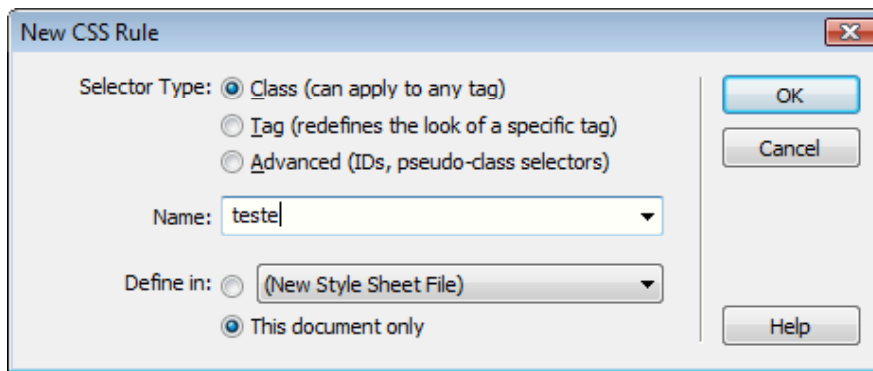 New CSS Rule
Selector Type: Class (can apply to any tag)
Tag (redefines the look of a specific tag)
Advanced (IDs, pseudo-class selectors)
Name: teste
Define in: (New Style Sheet File)
This document only
OK
Cancel
Help